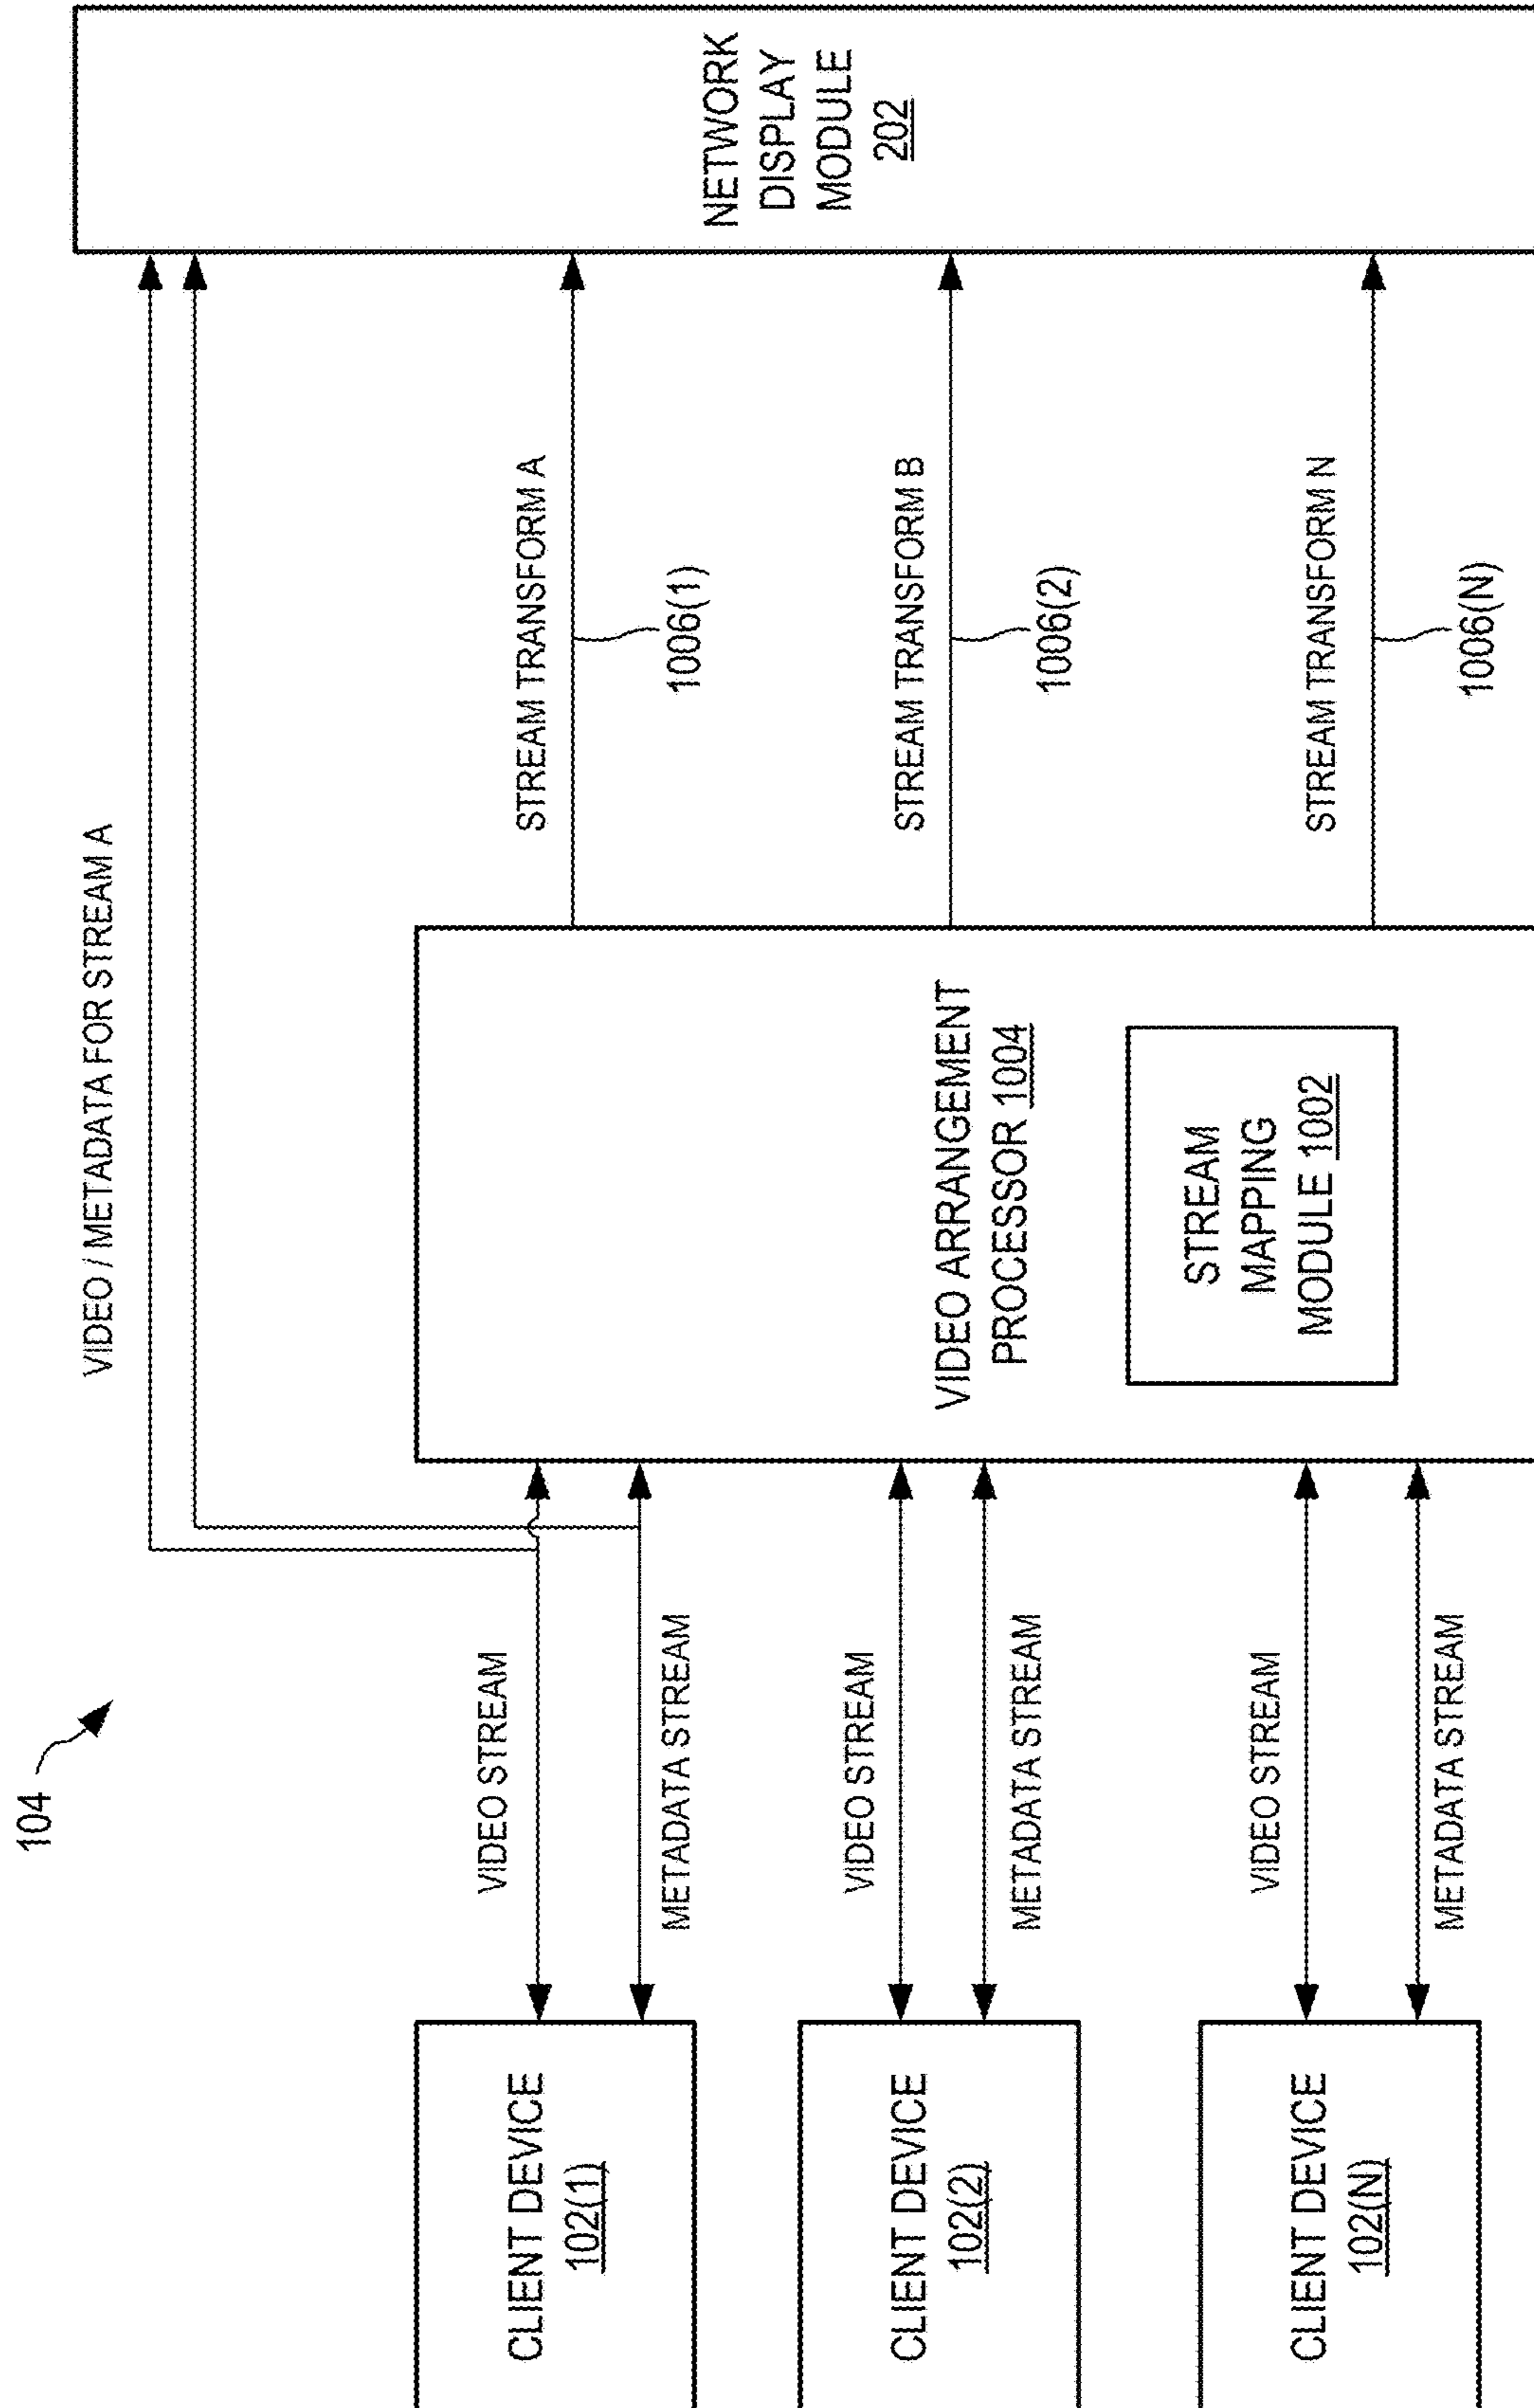 104
VIDEO / METADATA FOR STREAM A
CLIENT DEVICE
102(1)
VIDEO STREAM
METADATA STREAM
CLIENT DEVICE
102(2)
VIDEO STREAM
METADATA STREAM
CLIENT DEVICE
102(N)
VIDEO STREAM
METADATA STREAM
VIDEO ARRANGEMENT
PROCESSOR 1004
STREAM
MAPPING
MODULE 1002
STREAM TRANSFORM A
1006(1)
STREAM TRANSFORM B
1006(2)
STREAM TRANSFORM N
1006(N)
NETWORK
DISPLAY
MODULE
202